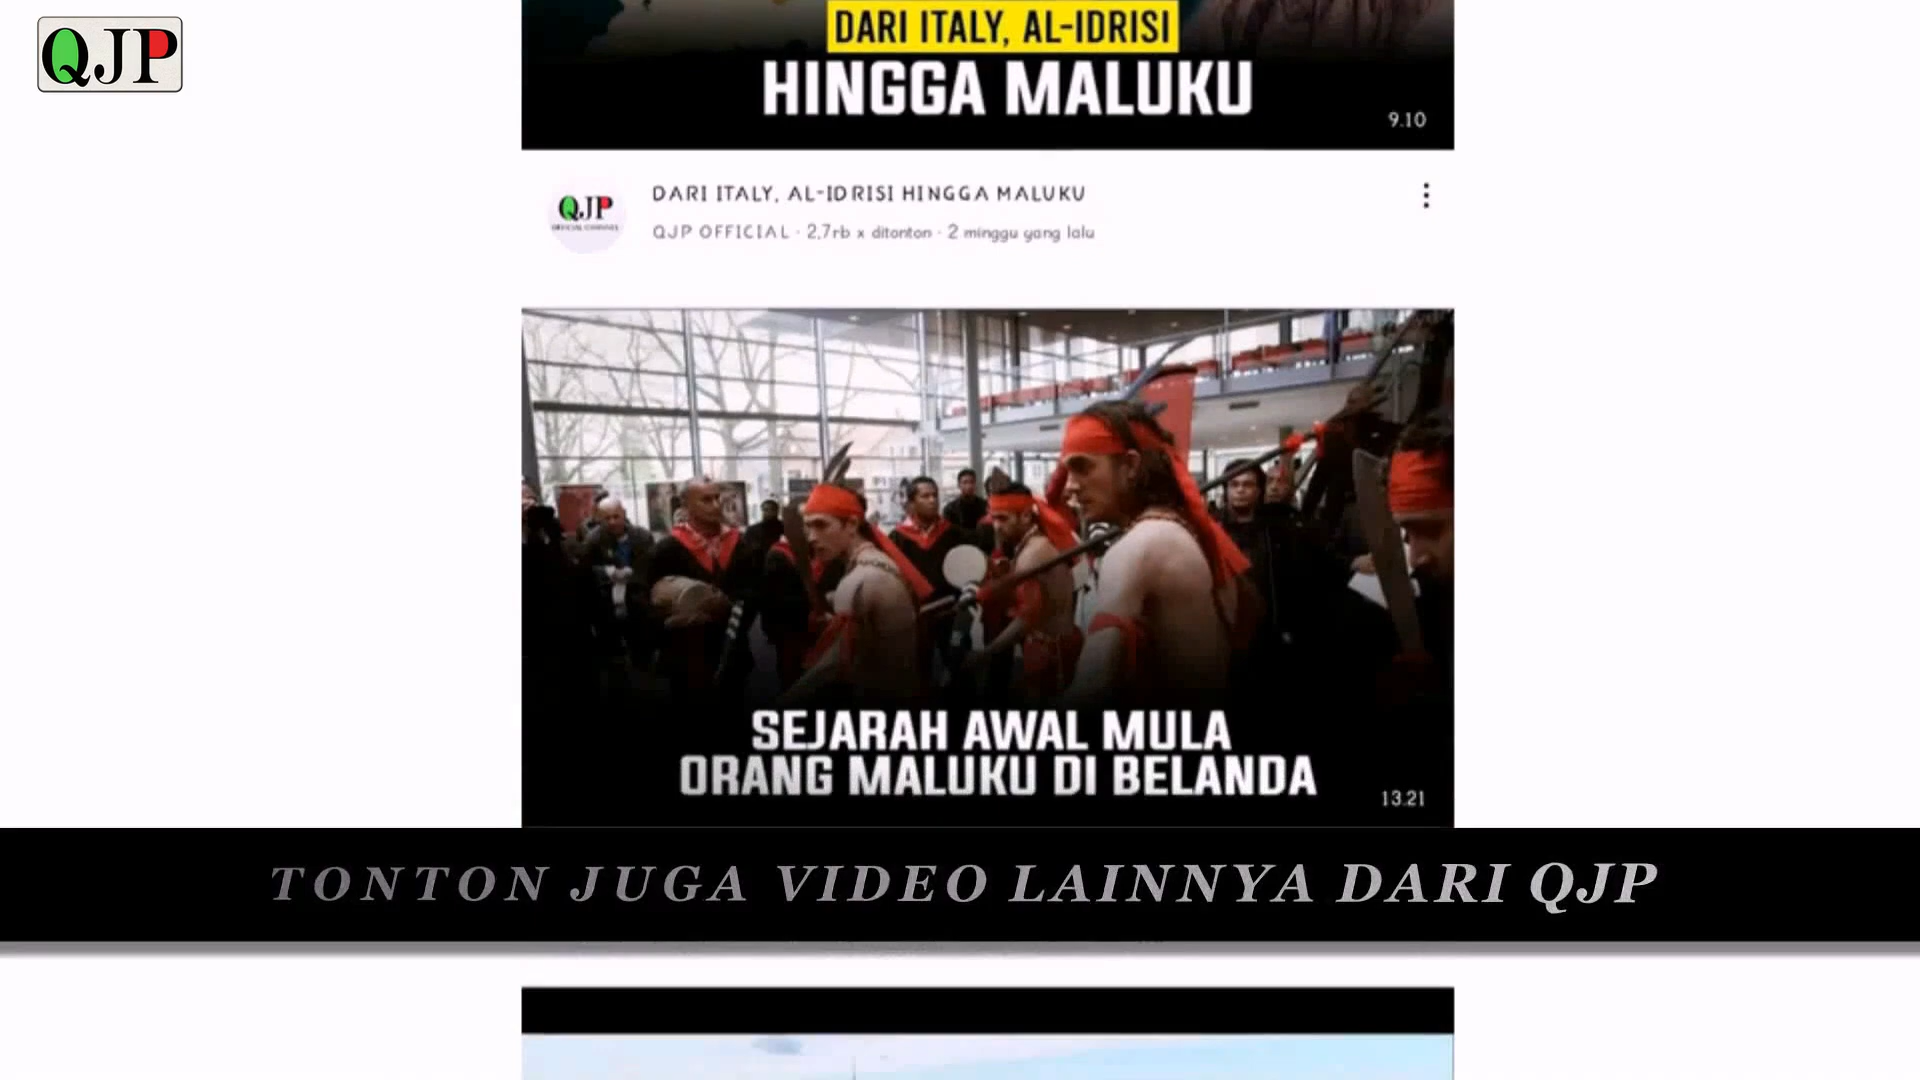 QJP
DARI ITALY, AL-IDRISI
HINGGA MALUKU
9.10
QJP
DARI ITALY, AL-IDRISI HINGGA MALUKU
QJP OFFICIAL · 2,7rb x ditonton · 2 minggu yang lalu
SEJARAH AWAL MULA
ORANG MALUKU DI BELANDA
13.21
TONTON JUGA VIDEO LAINNYA DARI QJP